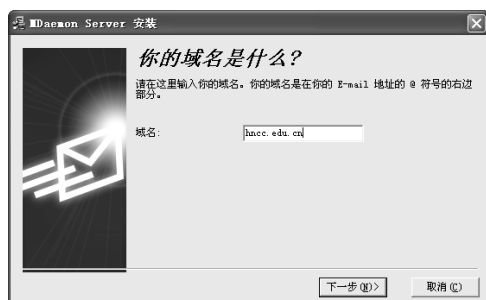 MDaemon Server 安装
你的域名是什么?
请在这里输入你的域名。你的域名是在你的 E-mail 地址的 @ 符号的右边
部分。
域名: hncc.edu.cn
下一步(N)> 取消(C)